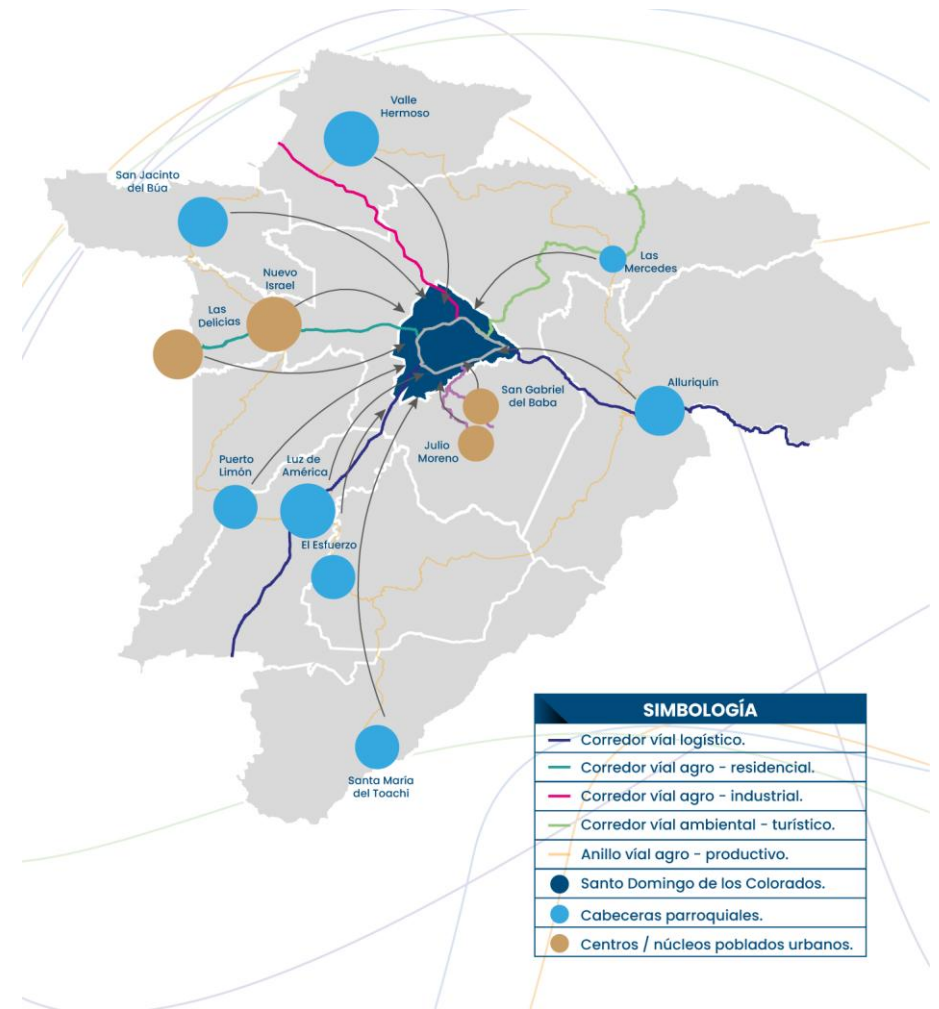 Valle
Hermoso
San Jacinto
del Búa
Las
Mercedes
Nuevo
Israel
Las
Delicias
San Gabriel
del Baba
Alluriquín
Julio
Moreno
Puerto
Limón
Luz de
América
El Esfuerzo
Santa María
del Toachi
SIMBOLOGÍA
Corredor víal logístico.
Corredor víal agro - residencial.
Corredor víal agro - industrial.
Corredor víal ambiental - turístico.
Anillo víal agro - productivo.
Santo Domingo de los Colorados.
Cabeceras parroquiales.
Centros / núcleos poblados urbanos.